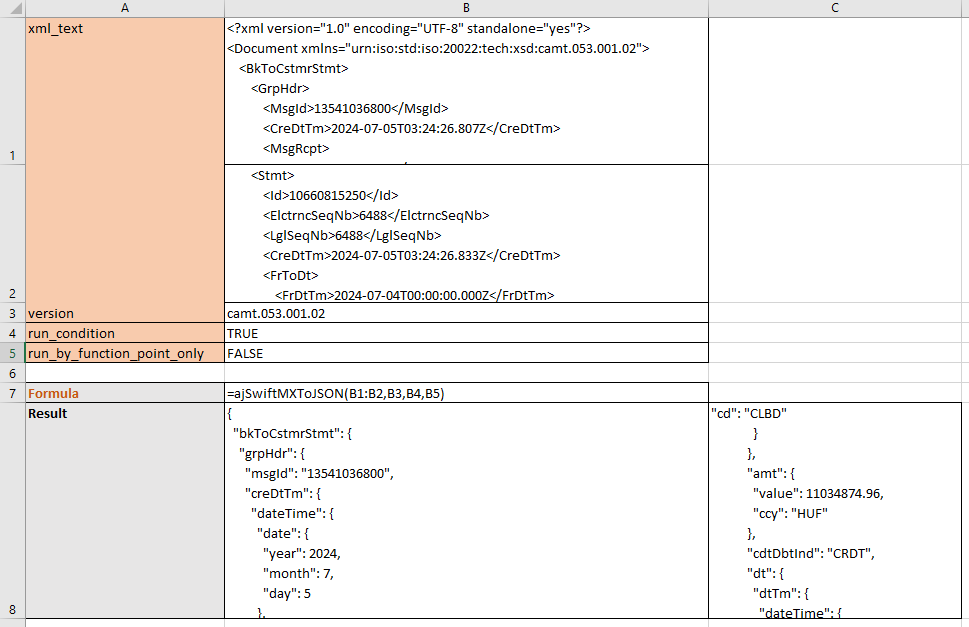 A B C
1 xml_text <?xml version="1.0" encoding="UTF-8" standalone="yes"?>
<Document xmlns="urn:iso:std:iso:20022:tech:xsd:camt.053.001.02">
<BkToCstmrStmt>
<GrpHdr>
<MsgId>13541036800</MsgId>
<CreDtTm>2024-07-05T03:24:26.807Z</CreDtTm>
<MsgRcpt>
2 <Stmt>
<Id>10660815250</Id>
<ElctrncSeqNb>6488</ElctrncSeqNb>
<LglSeqNb>6488</LglSeqNb>
<CreDtTm>2024-07-05T03:24:26.833Z</CreDtTm>
<FrToDt>
<FrDtTm>2024-07-04T00:00:00.000Z</FrDtTm>
3 version camt.053.001.02
4 run_condition TRUE
5 run_by_function_point_only FALSE
6
7 Formula =ajSwiftMXToJSON(B1:B2,B3,B4,B5)
8 Result {
"bkToCstmrStmt": {
"grpHdr": {
"msgId": "13541036800",
"creDtTm": {
"dateTime": {
"date": {
"year": 2024,
"month": 7,
"day": 5
},
"cd": "CLBD"
}
},
"amt": {
"value": 11034874.96,
"ccy": "HUF"
},
"cdtDbtInd": "CRDT",
"dt": {
"dtTm": {
"dateTime": {